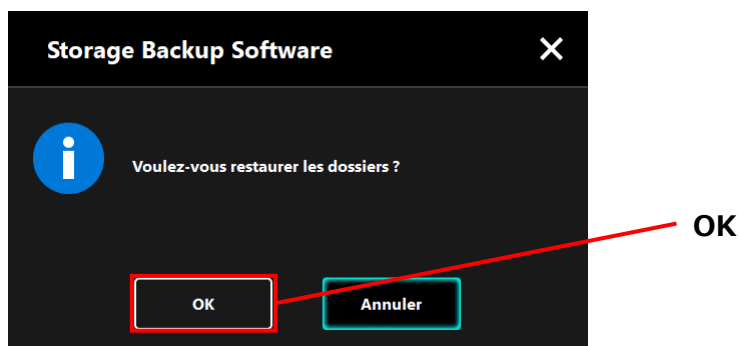 Storage Backup Software
Voulez-vous restaurer les dossiers ?
OK
OK Annuler